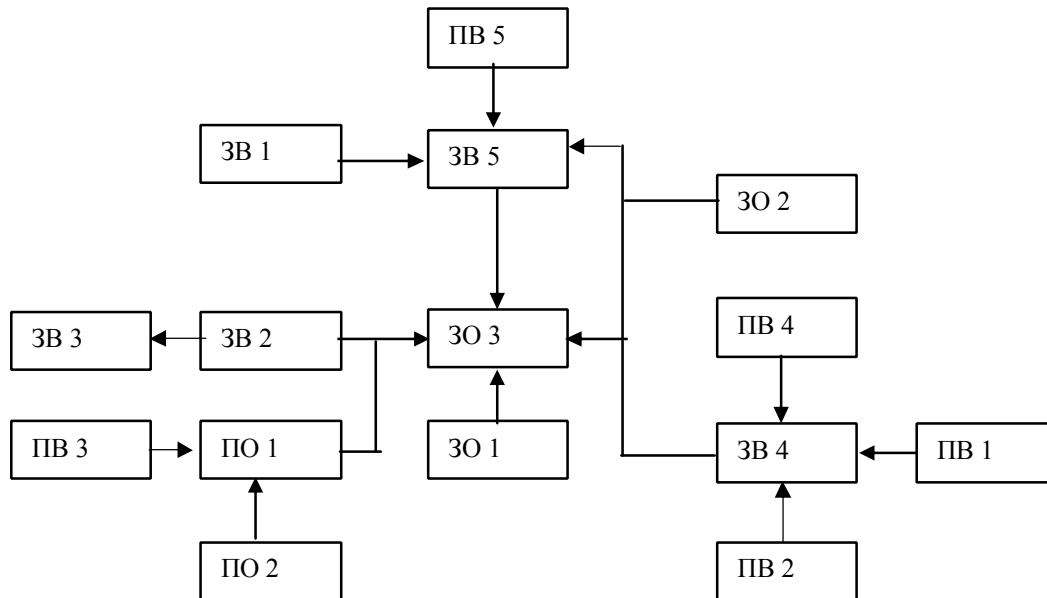 ПВ 5
ЗВ 1
ЗВ 5
ЗО 2
ЗВ 3
ЗВ 2
ЗО 3
ПВ 4
ПВ 3
ПО 1
ЗО 1
ЗВ 4
ПВ 1
ПО 2
ПВ 2